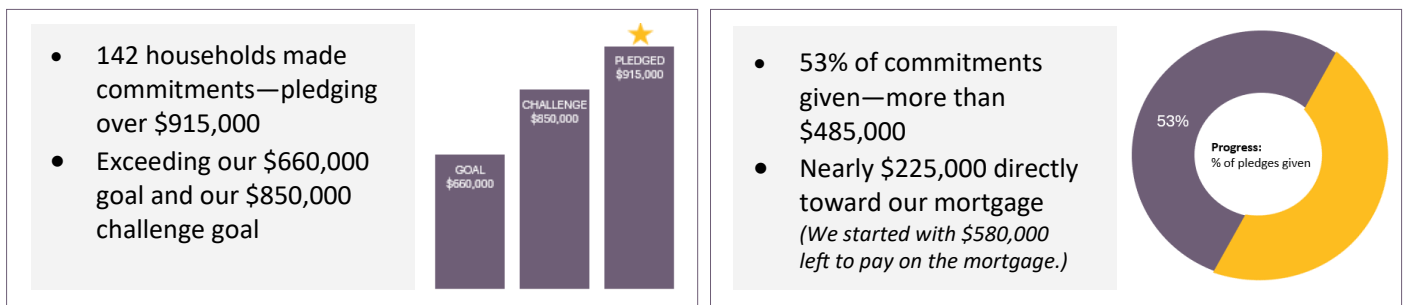 • 142 households made
commitments—pledging
over $915,000
• Exceeding our $660,000
goal and our $850,000
challenge goal
GOAL
$660,000
CHALLENGE
$850,000
PLEDGED
$915,000
• 53% of commitments
given—more than
$485,000
• Nearly $225,000 directly
toward our mortgage
(We started with $580,000
left to pay on the mortgage.)
53%
Progress:
% of pledges given